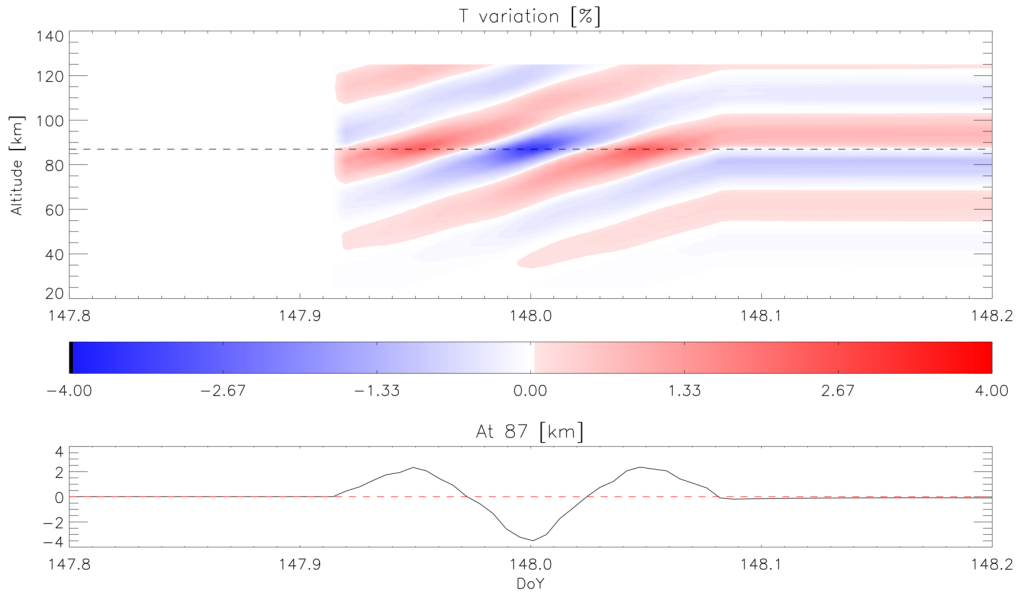 T variation [%]
140
120
100
80
60
40
20
Altitude [km]
147.8 147.9 148.0 148.1 148.2
−4.00 −2.67 −1.33 0.00 1.33 2.67 4.00
At 87 [km]
4
2
0
−2
−4
147.8 147.9 148.0 148.1 148.2
DoY